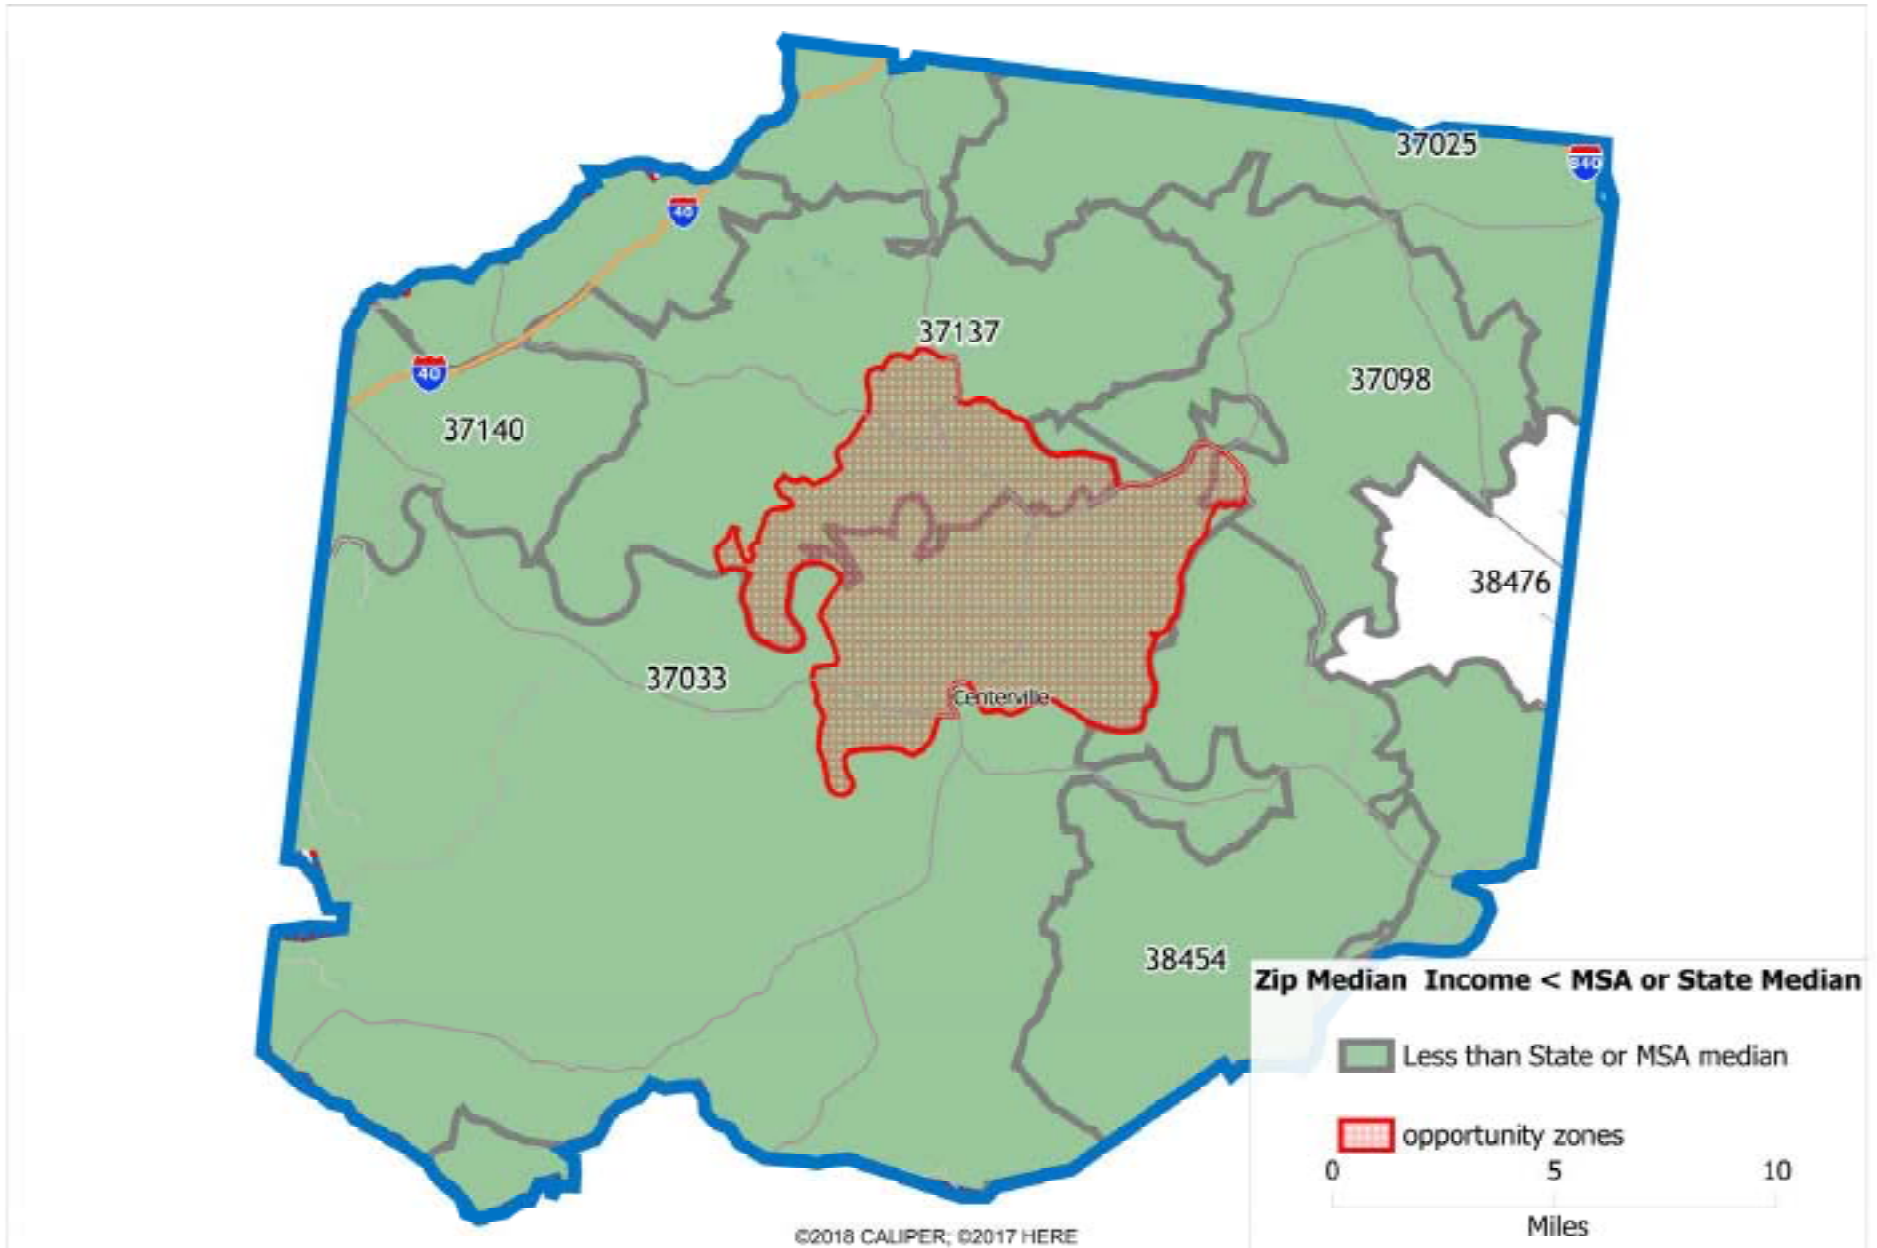 37025
840
40
37137
37098
40
37140
38476
37033
Centerville
38454
Zip Median Income < MSA or State Median
Less than State or MSA median
opportunity zones
0 5 10
Miles
©2018 CALIPER; ©2017 HERE